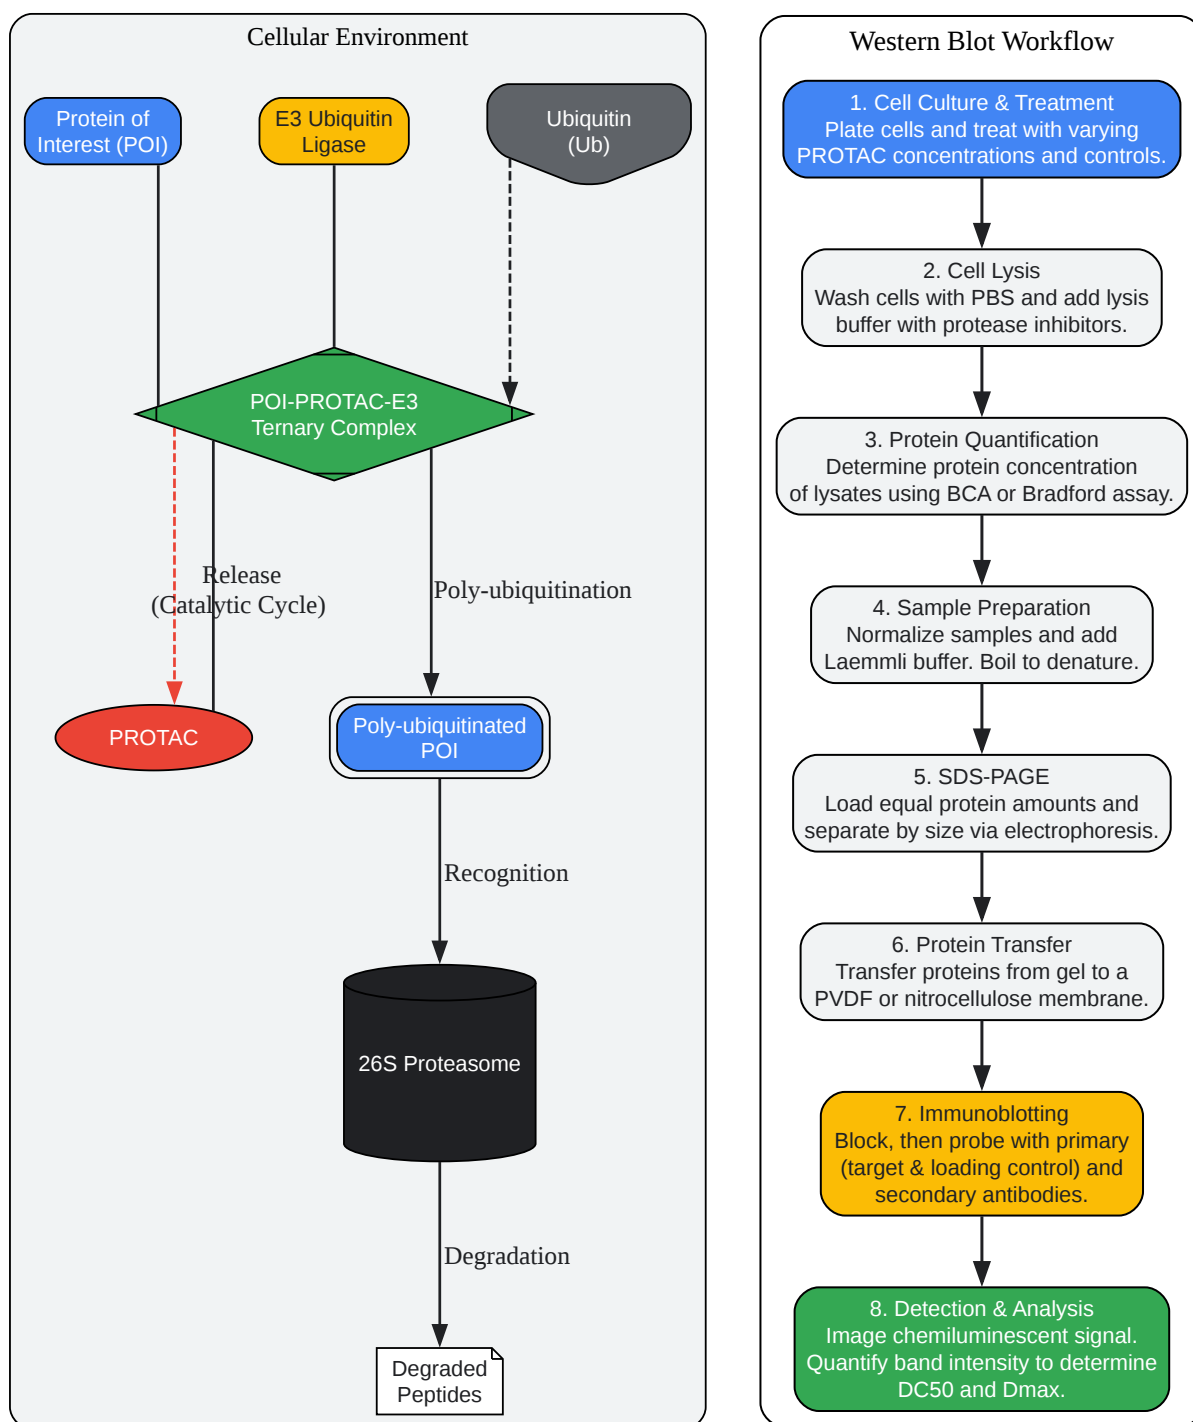 Cellular Environment
Protein of
Interest (POI)
E3 Ubiquitin
Ligase
Ubiquitin
(Ub)
POI-PROTAC-E3
Ternary Complex
Release
(Catalytic Cycle)
Poly-ubiquitination
PROTAC
Poly-ubiquitinated
POI
Recognition
26S Proteasome
Degradation
Degraded
Peptides
Western Blot Workflow
1. Cell Culture & Treatment
Plate cells and treat with varying
PROTAC concentrations and controls.
2. Cell Lysis
Wash cells with PBS and add lysis
buffer with protease inhibitors.
3. Protein Quantification
Determine protein concentration
of lysates using BCA or Bradford assay.
4. Sample Preparation
Normalize samples and add
Laemmli buffer. Boil to denature.
5. SDS-PAGE
Load equal protein amounts and
separate by size via electrophoresis.
6. Protein Transfer
Transfer proteins from gel to a
PVDF or nitrocellulose membrane.
7. Immunoblotting
Block, then probe with primary
(target & loading control) and
secondary antibodies.
8. Detection & Analysis
Image chemiluminescent signal.
Quantify band intensity to determine
DC50 and Dmax.